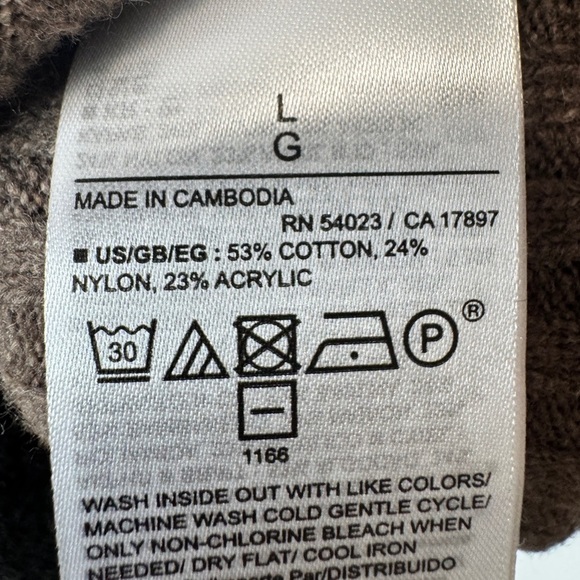 L
G
MADE IN CAMBODIA
RN 54023 / CA 17897
■ US/GB/EG : 53% COTTON, 24%
NYLON, 23% ACRYLIC
30
P ®
1166
WASH INSIDE OUT WITH LIKE COLORS/
MACHINE WASH COLD GENTLE CYCLE/
ONLY NON-CHLORINE BLEACH WHEN
NEEDED/ DRY FLAT/ COOL IRON
Par/DISTRIBUIDO